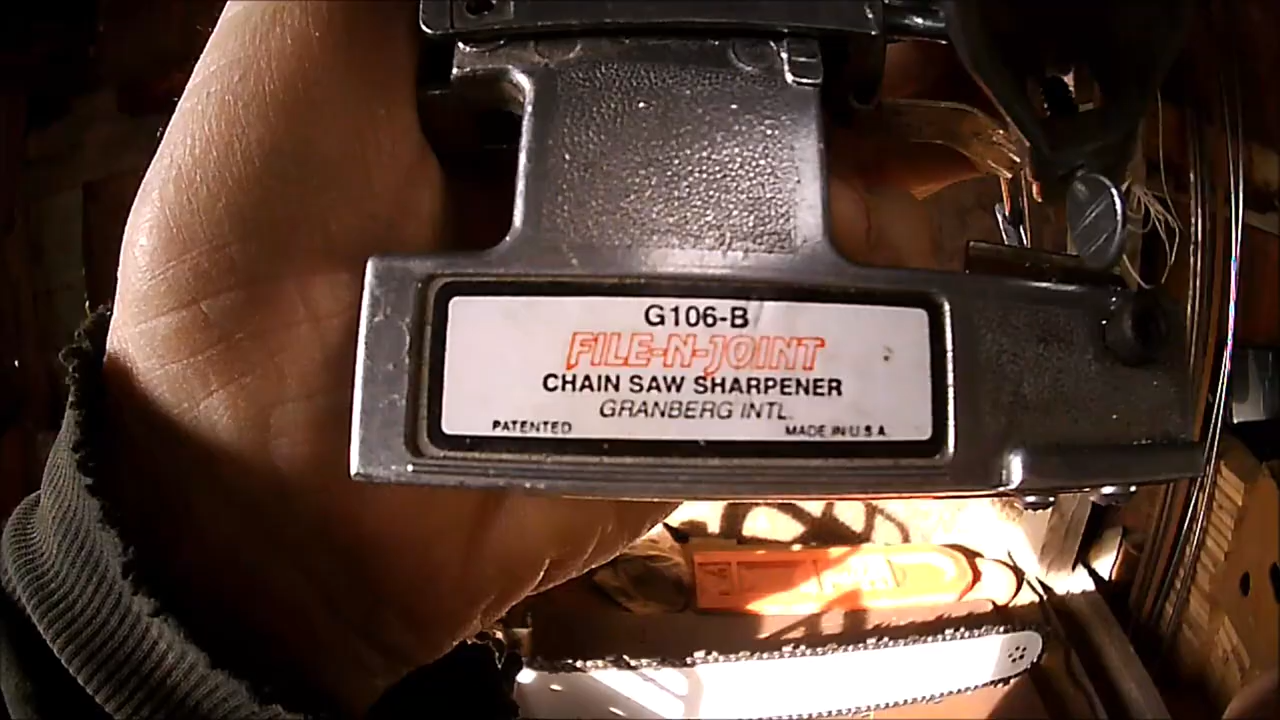 G106-B
FILE-N-JOINT
CHAIN SAW SHARPENER
GRANBERG INTL.
PATENTED MADE IN U.S.A.